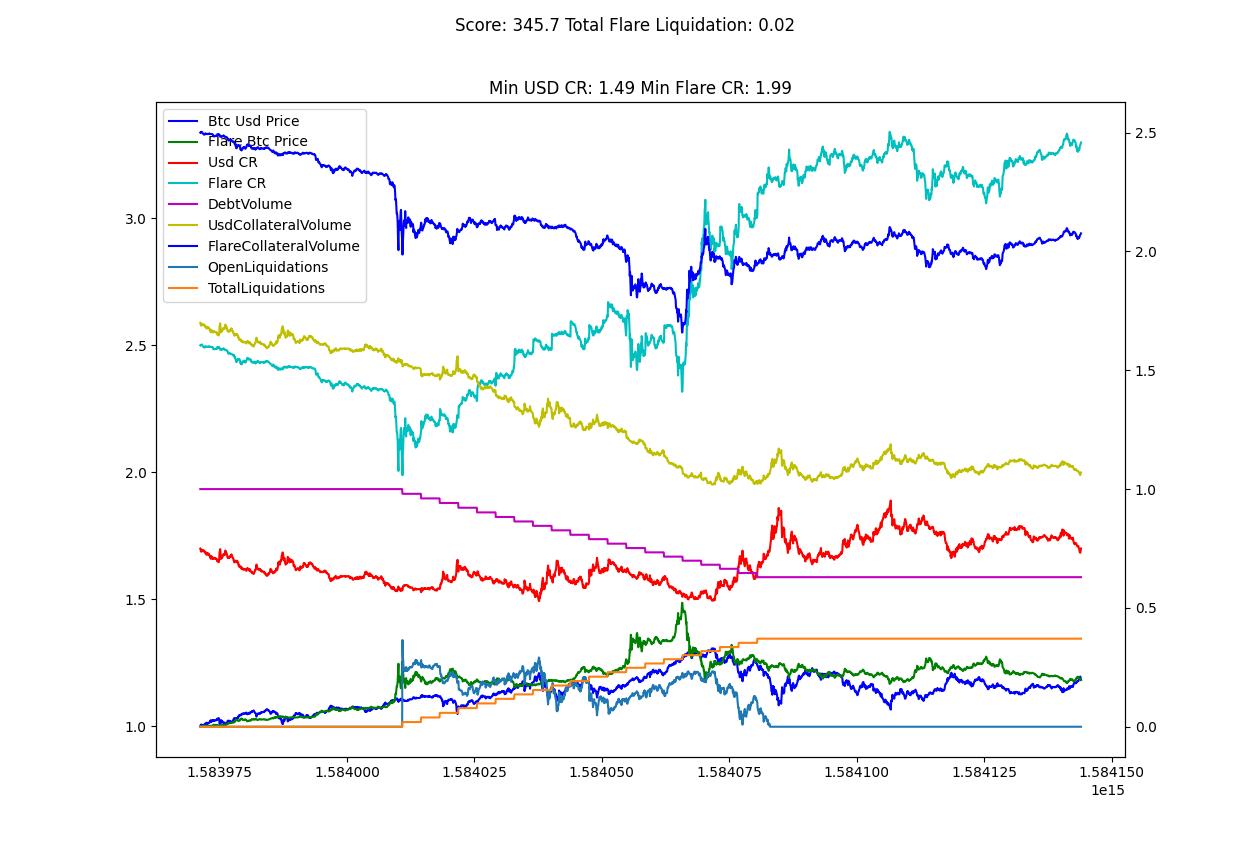 Score: 345.7 Total Flare Liquidation: 0.02
Min USD CR: 1.49 Min Flare CR: 1.99
Btc Usd Price
Flare Btc Price
Usd CR
Flare CR
DebtVolume
UsdCollateralVolume
FlareCollateralVolume
OpenLiquidations
TotalLiquidations
3.0
2.5
2.0
1.5
1.0
2.5
2.0
1.5
1.0
0.5
0.0
1.583975 1.584000 1.584025 1.584050 1.584075 1.584100 1.584125 1.584150
1e15